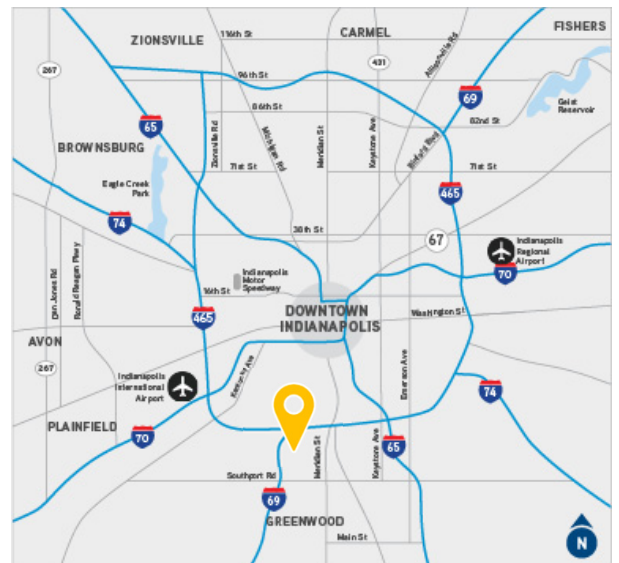 FISHERS
116th St
CARMEL
ZIONSVILLE
Allisonville Rd
431
267
96th St
69
86th St
Geist
Reservoir
65
82nd St
Zionsville Rd
Michigan Rd
Meridian St
Keystone Ave
Binford Blvd
BROWNSBURG
71st St
71st St
Eagle Creek
Park
465
74
38th St
67
Indianapolis
Regional
Airport
70
Dan Jones Rd
Ronald Reagan Pkwy
Indianapolis
Motor
Speedway
16th St
DOWNTOWN
INDIANAPOLIS
Washington St
465
AVON
267
Indianapolis
International
Airport
Kentucky Ave
Emerson Ave
74
PLAINFIELD
70
Meridian St
Keystone Ave
65
Southport Rd
69
GREENWOOD
Main St
N